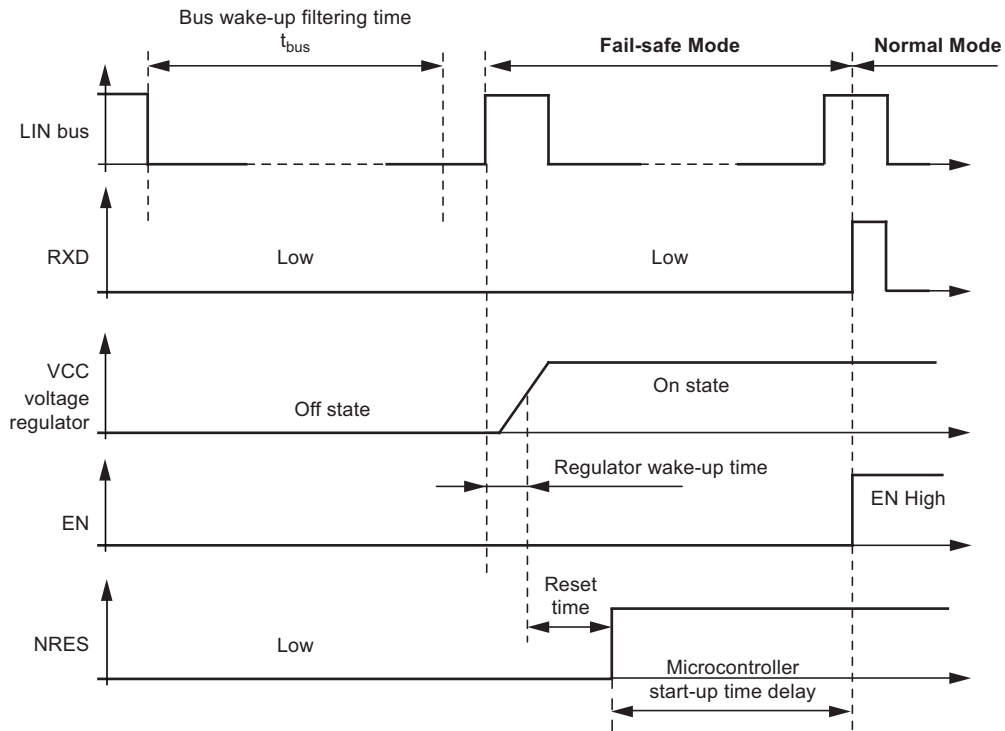 Bus wake-up filtering time
t_bus
Fail-safe Mode
Normal Mode
LIN bus
RXD
Low
Low
VCC
voltage
regulator
Off state
On state
Regulator wake-up time
EN
EN High
Reset
time
NRES
Low
Microcontroller
start-up time delay